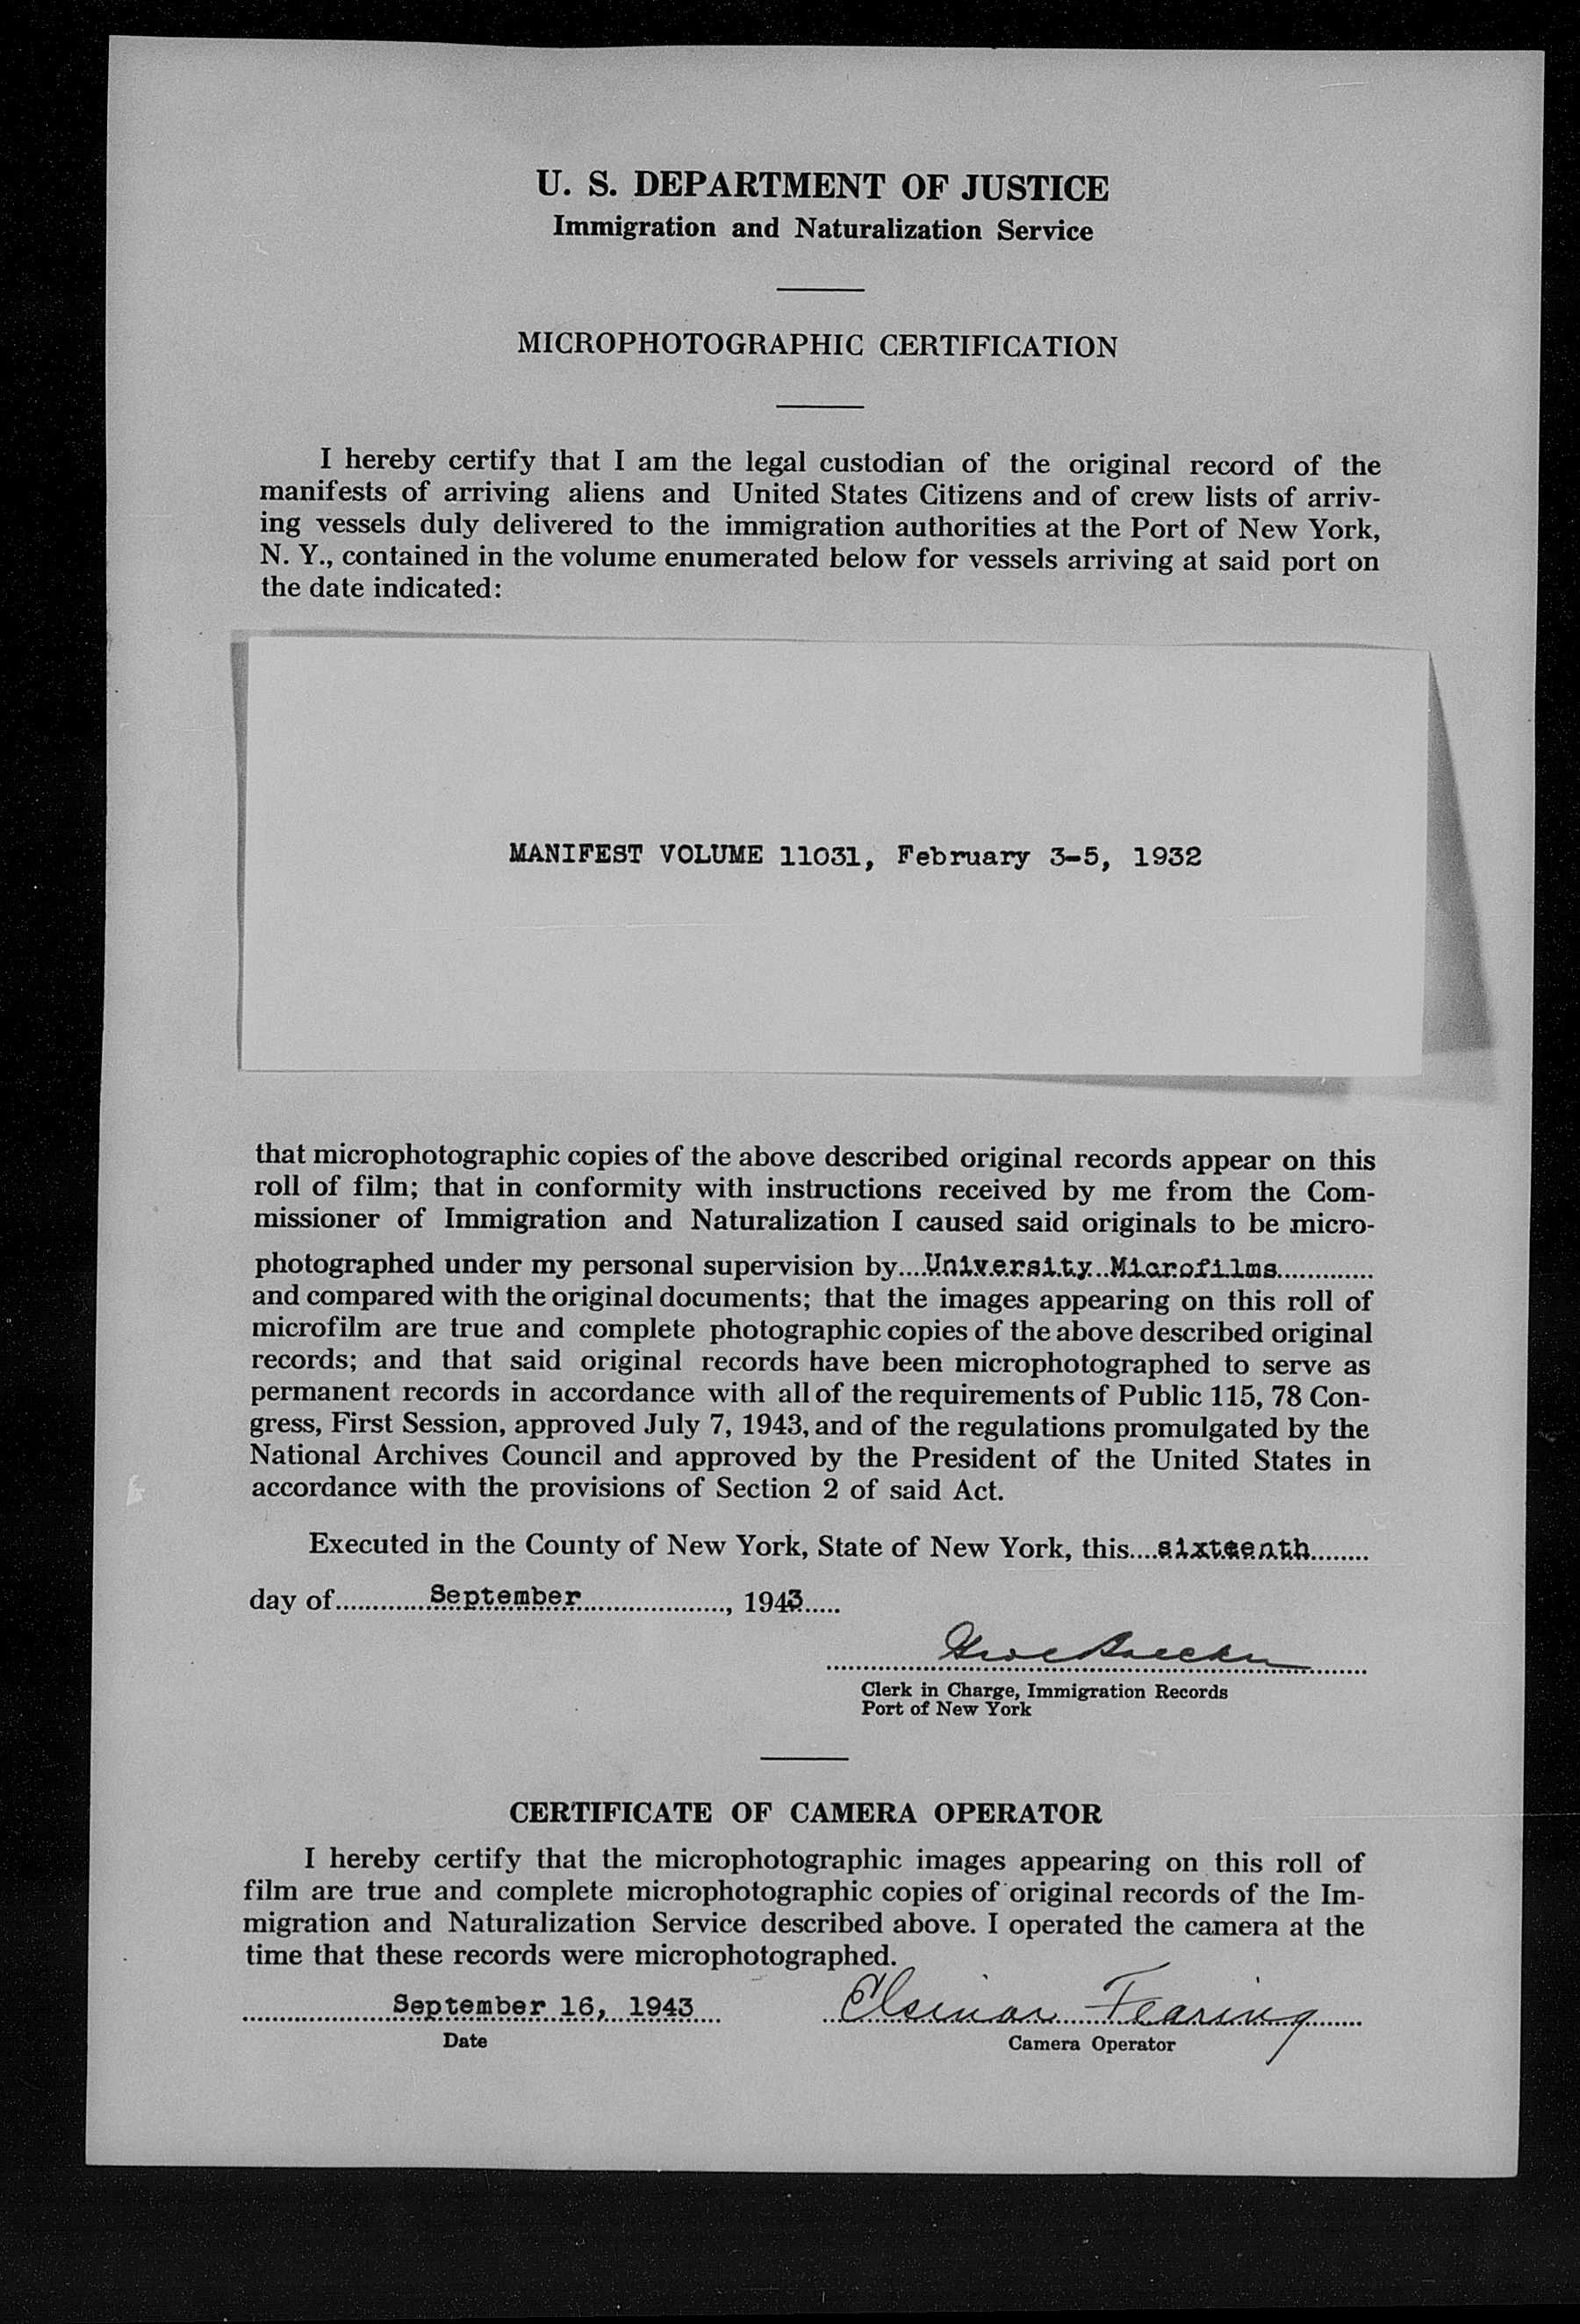 U. S. DEPARTMENT OF JUSTICE
Immigration and Naturalization Service
MICROPHOTOGRAPHIC CERTIFICATION
I hereby certify that I am the legal custodian of the original record of the
manifests of arriving aliens and United States Citizens and of crew lists of arriv-
ing vessels duly delivered to the immigration authorities at the Port of New York,
N. Y., contained in the volume enumerated below for vessels arriving at said port on
the date indicated:
MANIFEST VOLUME 11031, February 3-5, 1932
that microphotographic copies of the above described original records appear on this
roll of film; that in conformity with instructions received by me from the Com-
missioner of Immigration and Naturalization I caused said originals to be micro-
photographed under my personal supervision by....University Microfilms.............
and compared with the original documents; that the images appearing on this roll of
microfilm are true and complete photographic copies of the above described original
records; and that said original records have been microphotographed to serve as
permanent records in accordance with all of the requirements of Public 115, 78 Con-
gress, First Session, approved July 7, 1943, and of the regulations promulgated by the
National Archives Council and approved by the President of the United States in
accordance with the provisions of Section 2 of said Act.
Executed in the County of New York, State of New York, this....sixteenth........
day of.............September...................., 1943.....
Clerk in Charge, Immigration Records
Port of New York
CERTIFICATE OF CAMERA OPERATOR
I hereby certify that the microphotographic images appearing on this roll of
film are true and complete microphotographic copies of original records of the Im-
migration and Naturalization Service described above. I operated the camera at the
time that these records were microphotographed.
September 16, 1943 Elsinor Fearing
Date Camera Operator